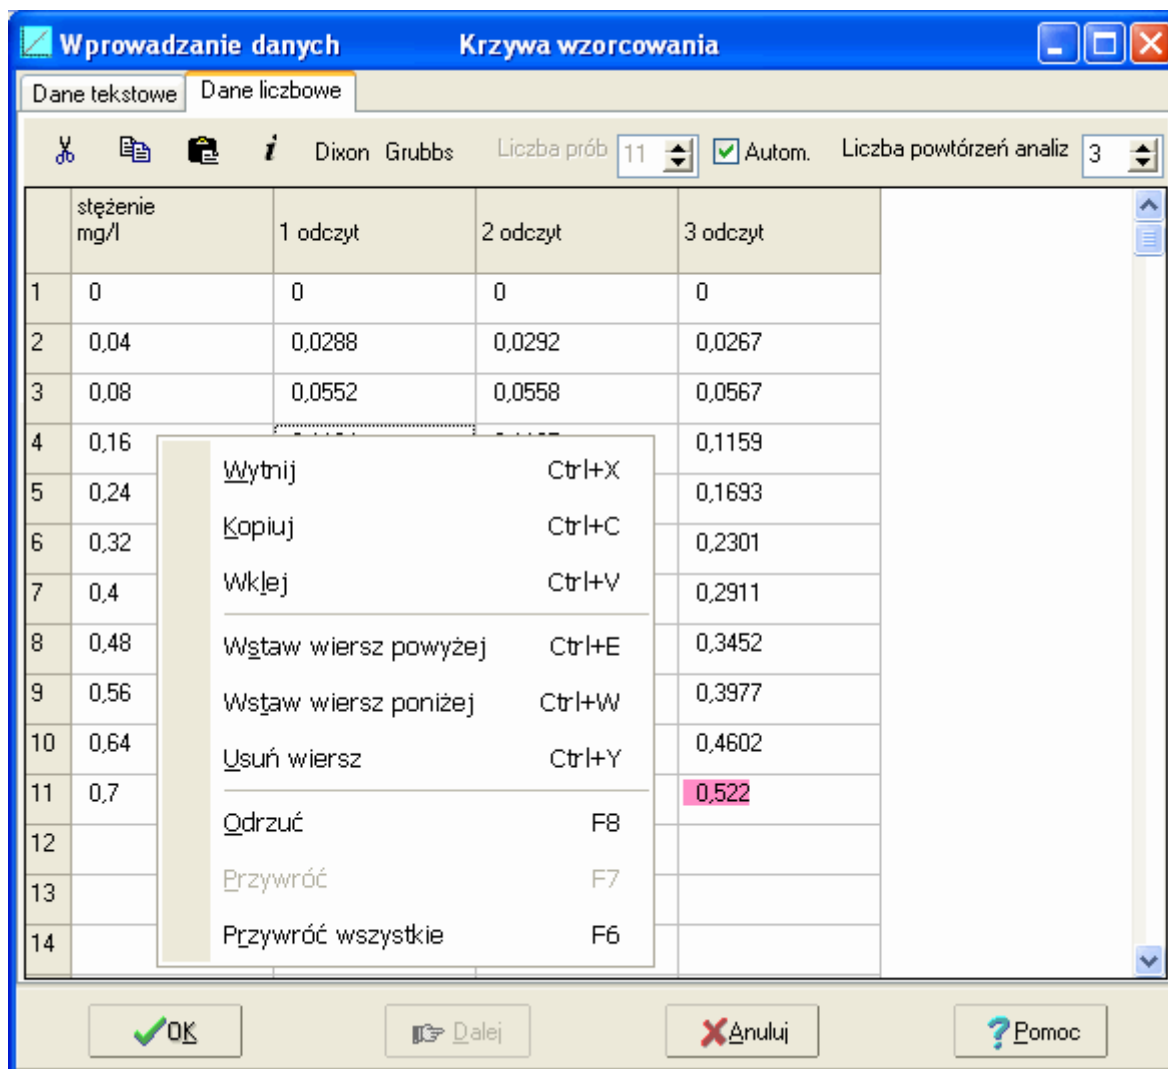 Wprowadzanie danych Krzywa wzorcowania
Dane tekstowe Dane liczbowe
i Dixon Grubbs Liczba prób 11 Autom. Liczba powtórzeń analiz 3
stężenie
mg/l 1 odczyt 2 odczyt 3 odczyt
1 0 0 0 0
2 0,04 0,0288 0,0292 0,0267
3 0,08 0,0552 0,0558 0,0567
4 0,16 0,1159
5 0,24 0,1693
6 0,32 0,2301
7 0,4 0,2911
8 0,48 0,3452
9 0,56 0,3977
10 0,64 0,4602
11 0,7 0,522
12
13
14
Wytnij Ctrl+X
Kopiuj Ctrl+C
Wklej Ctrl+V
Wstaw wiersz powyżej Ctrl+E
Wstaw wiersz poniżej Ctrl+W
Usuń wiersz Ctrl+Y
Odrzuć F8
Przywróć F7
Przywróć wszystkie F6
OK Dalej Anuluj Pomoc